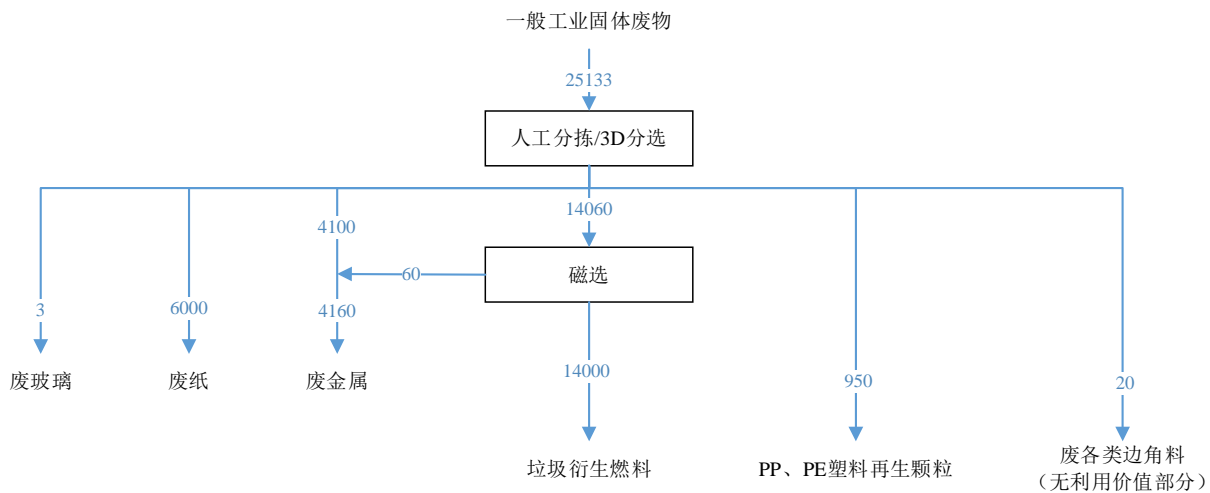 一般工业固体废物
25133
人工分拣/3D分选
14060
4100
磁选
60
3
6000
4160
废玻璃
废纸
废金属
14000
950
20
垃圾衍生燃料
PP、PE塑料再生颗粒
废各类边角料
（无利用价值部分）